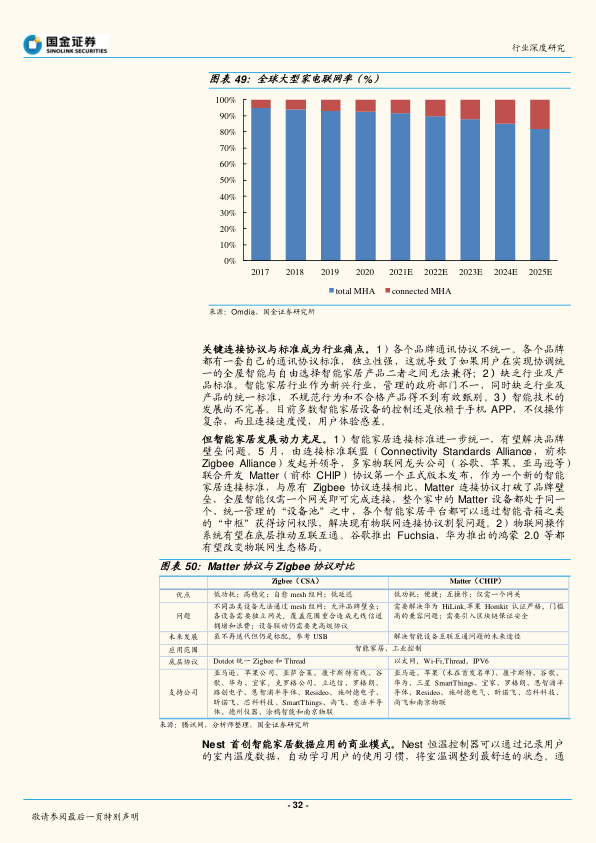 国金证券
SINOLINK SECURITIES
行业深度研究
图表 49：全球大型家电联网率（%）
100%
90%
80%
70%
60%
50%
40%
30%
20%
10%
0%
2017 2018 2019 2020 2021E 2022E 2023E 2024E 2025E
total MHA connected MHA
来源：Omdia，国金证券研究所
关键连接协议与标准成为行业痛点。1）各个品牌通讯协议不统一。各个品牌
都有一套自己的通讯协议标准，独立性强，这就导致了如果用户在实现协调统
一的全屋智能与自由选择智能家居产品二者之间无法兼得；2）缺乏行业及产
品标准。智能家居行业作为新兴行业，管理的政府部门不一，同时缺乏行业及
产品的统一标准，不规范行为和不合格产品得不到有效甄别。3）智能技术的
发展尚不完善。目前多数智能家居设备的控制还是依赖于手机 APP，不仅操作
复杂，而且连接速度慢，用户体验感差。
但智能家居发展动力充足。1）智能家居连接标准进一步统一，有望解决品牌
壁垒问题。5 月，由连接标准联盟（Connectivity Standards Alliance，前称
Zigbee Alliance）发起并领导，多家物联网龙头公司（谷歌、苹果、亚马逊等）
联合开发 Matter（前称 CHIP）协议第一个正式版本发布，作为一个新的智能
家居连接标准，与原有 Zigbee 协议连接相比，Matter 连接协议打破了品牌壁
垒，全屋智能仅需一个网关即可完成连接，整个家中的 Matter 设备都处于同一
个、统一管理的“设备池”之中，各个智能家居平台都可以通过智能音箱之类
的“中枢”获得访问权限，解决现有物联网连接协议割裂问题。2）物联网操作
系统有望在底层推动互联互通。谷歌推出 Fuchsia，华为推出的鸿蒙 2.0 等都
有望改变物联网生态格局。
图表 50：Matter 协议与 Zigbee 协议对比
Zigbee（CSA） Matter（CHIP）
优点 低功耗；高稳定；自愈 mesh 组网；低延迟 低功耗；便捷；互操作；仅需一个网关
问题 不同品类设备无法通过 mesh 组网；允许品牌壁垒； 需要解决华为 HiLink,苹果 Homkit 认证严格，门槛
各设备需要独立网关，覆盖范围重合造成无线信道 高的兼容问题；需要引入区块链保证安全
拥增和浪费；设备联动仍需要更高级协议
未来发展 虽不再迭代但仍是标配，参考 USB 解决智能设备互联互通问题的未来途径
应用范围 智能家居、工业控制
底层协议 Dotdot 统一 Zigbee 和 Thread 以太网，Wi-Fi,Thread，IPV6
支持公司 亚马逊、苹果公司、亚萨合莱、康卡斯特有线、谷 亚马逊、苹果（未在首发名单）、康卡斯特、谷歌、
歌、华为、宜家、克罗格公司、立达信、罗格朗、 华为、三星 SmartThings、宜家、罗格朗、恩智浦半
路创电子、恩智浦半导体、Resideo、施耐德电子、 导体、Resideo、施耐德电气、昕诺飞、芯科科技、
昕诺飞、芯科科技、SmartThings、尚飞、意法半导 尚飞和南京物联
体、德州仪器、涂鸦智能和南京物联
来源：腾讯网，分析师整理，国金证券研究所
Nest 首创智能家居数据应用的商业模式。Nest 恒温控制器可以通过记录用户
的室内温度数据，自动学习用户的使用习惯，将室温调整到最舒适的状态。通
- 32 -
敬请参阅最后一页特别声明